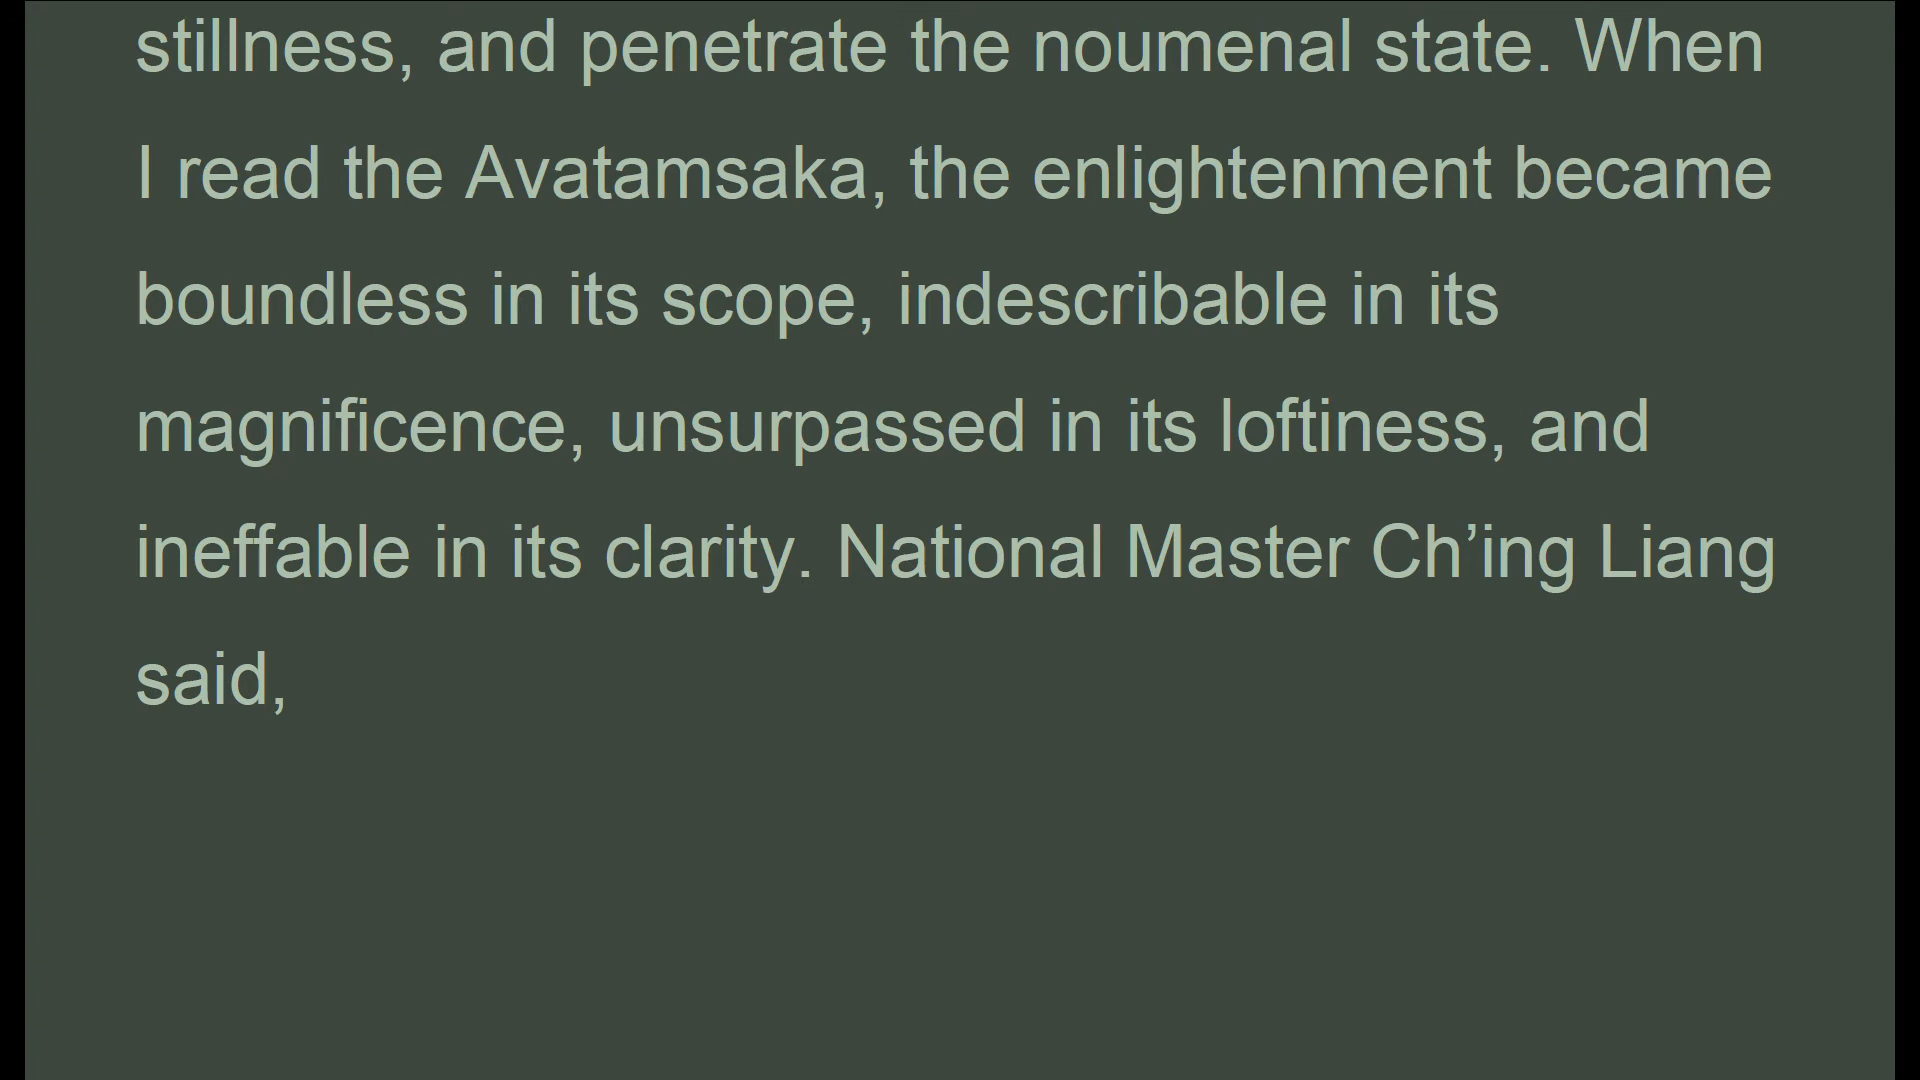 stillness, and penetrate the noumenal state. When
I read the Avatamsaka, the enlightenment became
boundless in its scope, indescribable in its
magnificence, unsurpassed in its loftiness, and
ineffable in its clarity. National Master Ch’ing Liang
said,